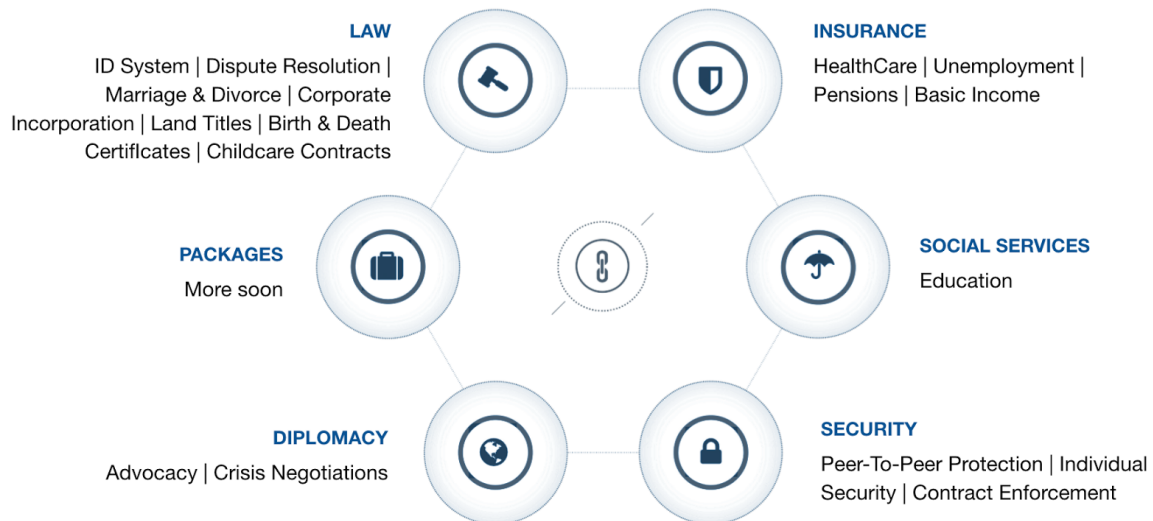 LAW
ID System | Dispute Resolution |
Marriage & Divorce | Corporate
Incorporation | Land Titles | Birth & Death
Certificates | Childcare Contracts
INSURANCE
HealthCare | Unemployment |
Pensions | Basic Income
PACKAGES
More soon
SOCIAL SERVICES
Education
DIPLOMACY
Advocacy | Crisis Negotiations
SECURITY
Peer-To-Peer Protection | Individual
Security | Contract Enforcement